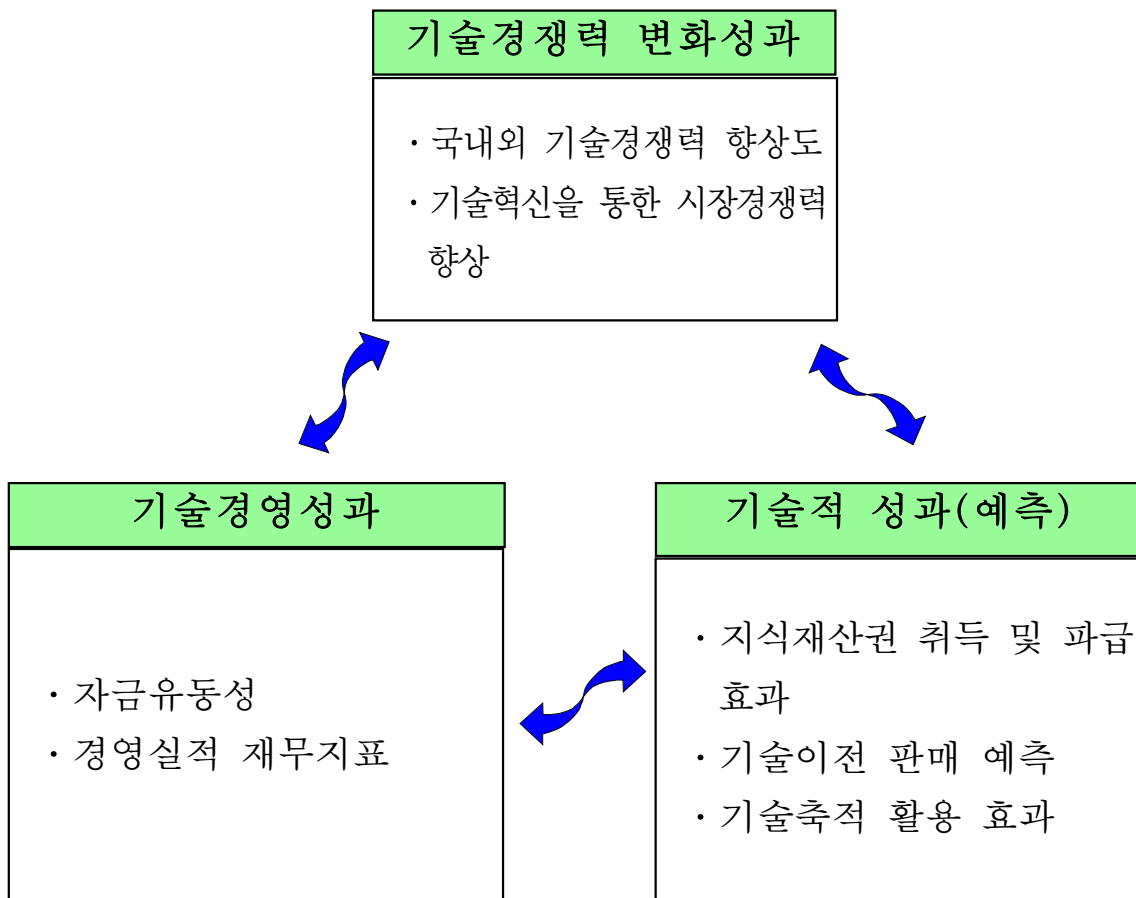 기술경쟁력 변화성과
· 국내외 기술경쟁력 향상도
· 기술혁신을 통한 시장경쟁력
향상
기술경영성과
· 자금유동성
· 경영실적 재무지표
기술적 성과(예측)
· 지식재산권 취득 및 파급
효과
· 기술이전 판매 예측
· 기술축적 활용 효과